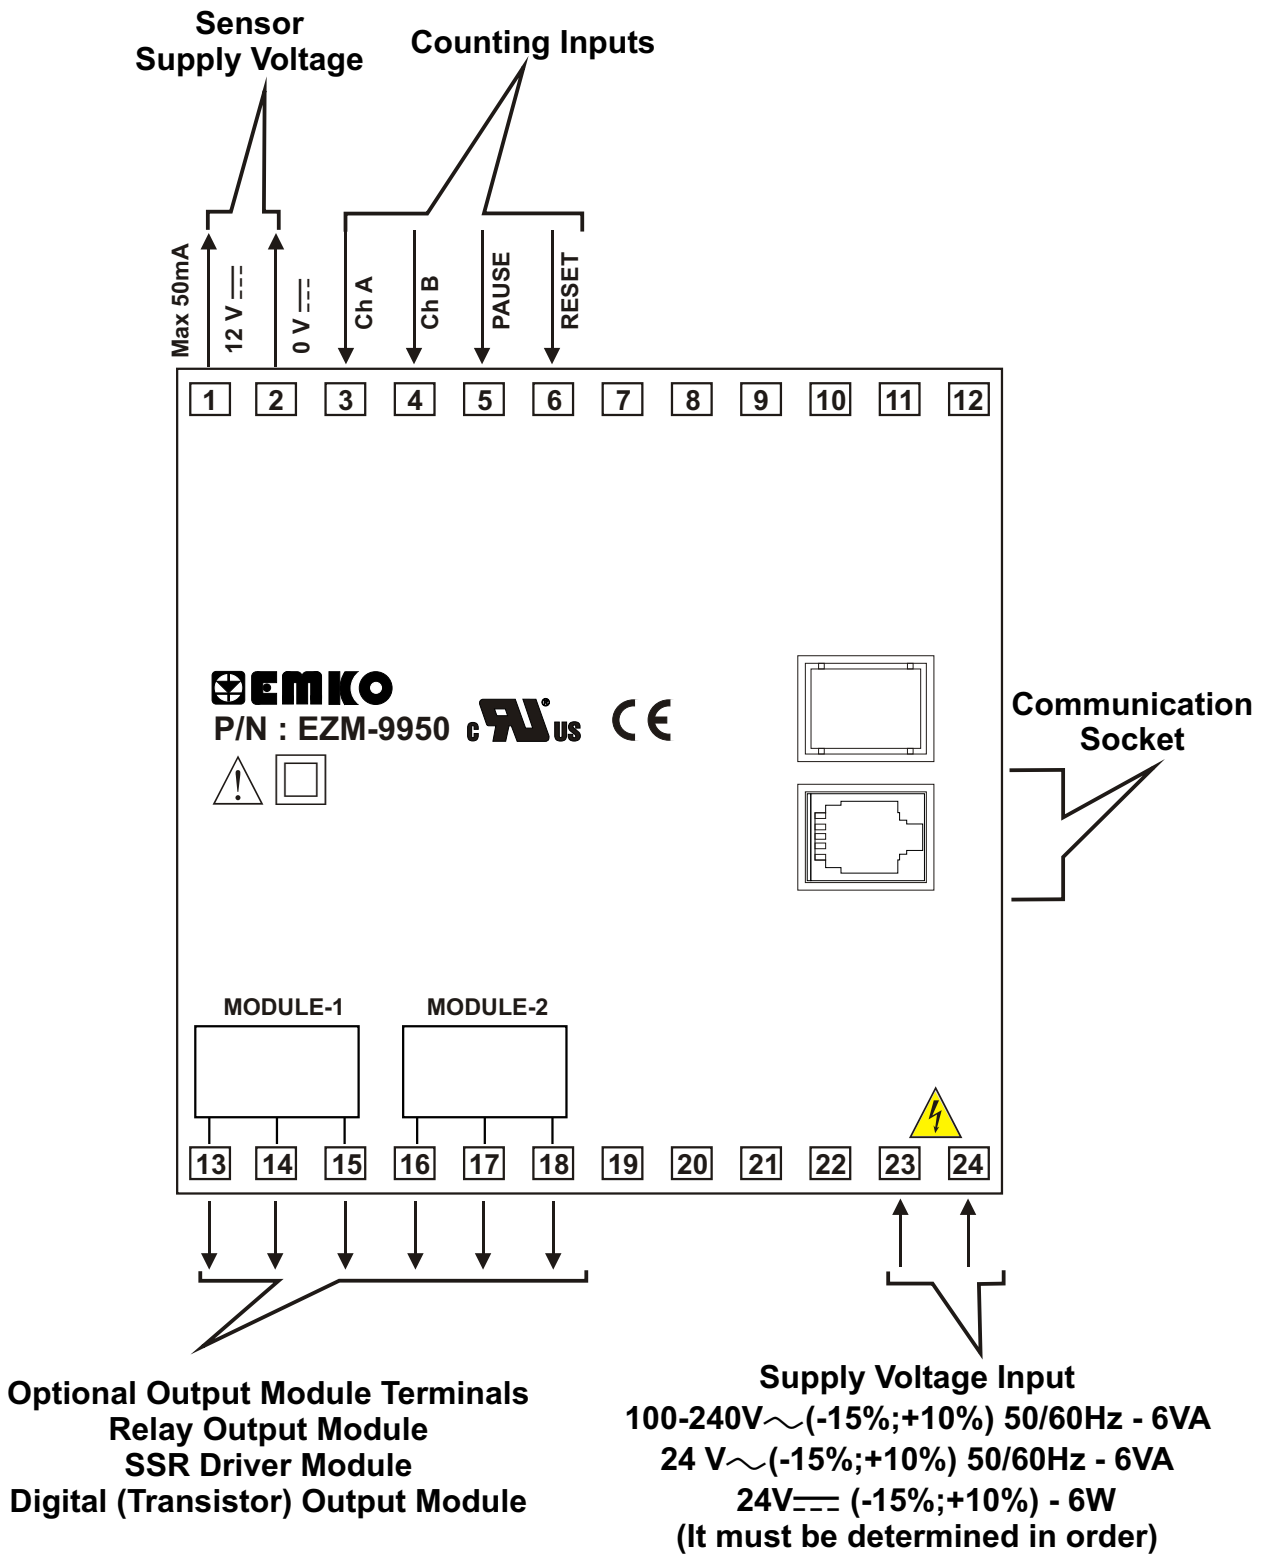 Sensor
Supply Voltage
Counting Inputs
Max 50mA
12 V
0 V
Ch A
Ch B
PAUSE
RESET
1 2 3 4 5 6 7 8 9 10 11 12
EMKO
P/N : EZM-9950 c RU US CE
Communication
Socket
MODULE-1 MODULE-2
13 14 15 16 17 18 19 20 21 22 23 24
Optional Output Module Terminals
Relay Output Module
SSR Driver Module
Digital (Transistor) Output Module
Supply Voltage Input
100-240V～(-15%;+10%) 50/60Hz - 6VA
24 V～(-15%;+10%) 50/60Hz - 6VA
24V⎓ (-15%;+10%) - 6W
(It must be determined in order)